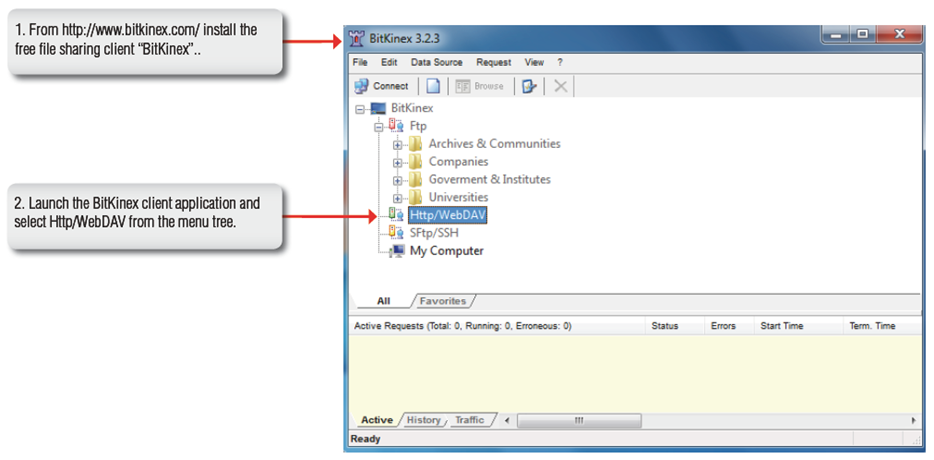 1. From http://www.bitkinex.com/ install the
free file sharing client “BitKinex”..
BitKinex 3.2.3
File Edit Data Source Request View ?
Connect Browse
BitKinex
Ftp
Archives & Communities
Companies
Goverment & Institutes
Universities
2. Launch the BitKinex client application and
select Http/WebDAV from the menu tree.
Http/WebDAV
SFtp/SSH
My Computer
All Favorites
Active Requests (Total: 0, Running: 0, Erroneous: 0) Status Errors Start Time Term. Time
Active History Traffic
Ready